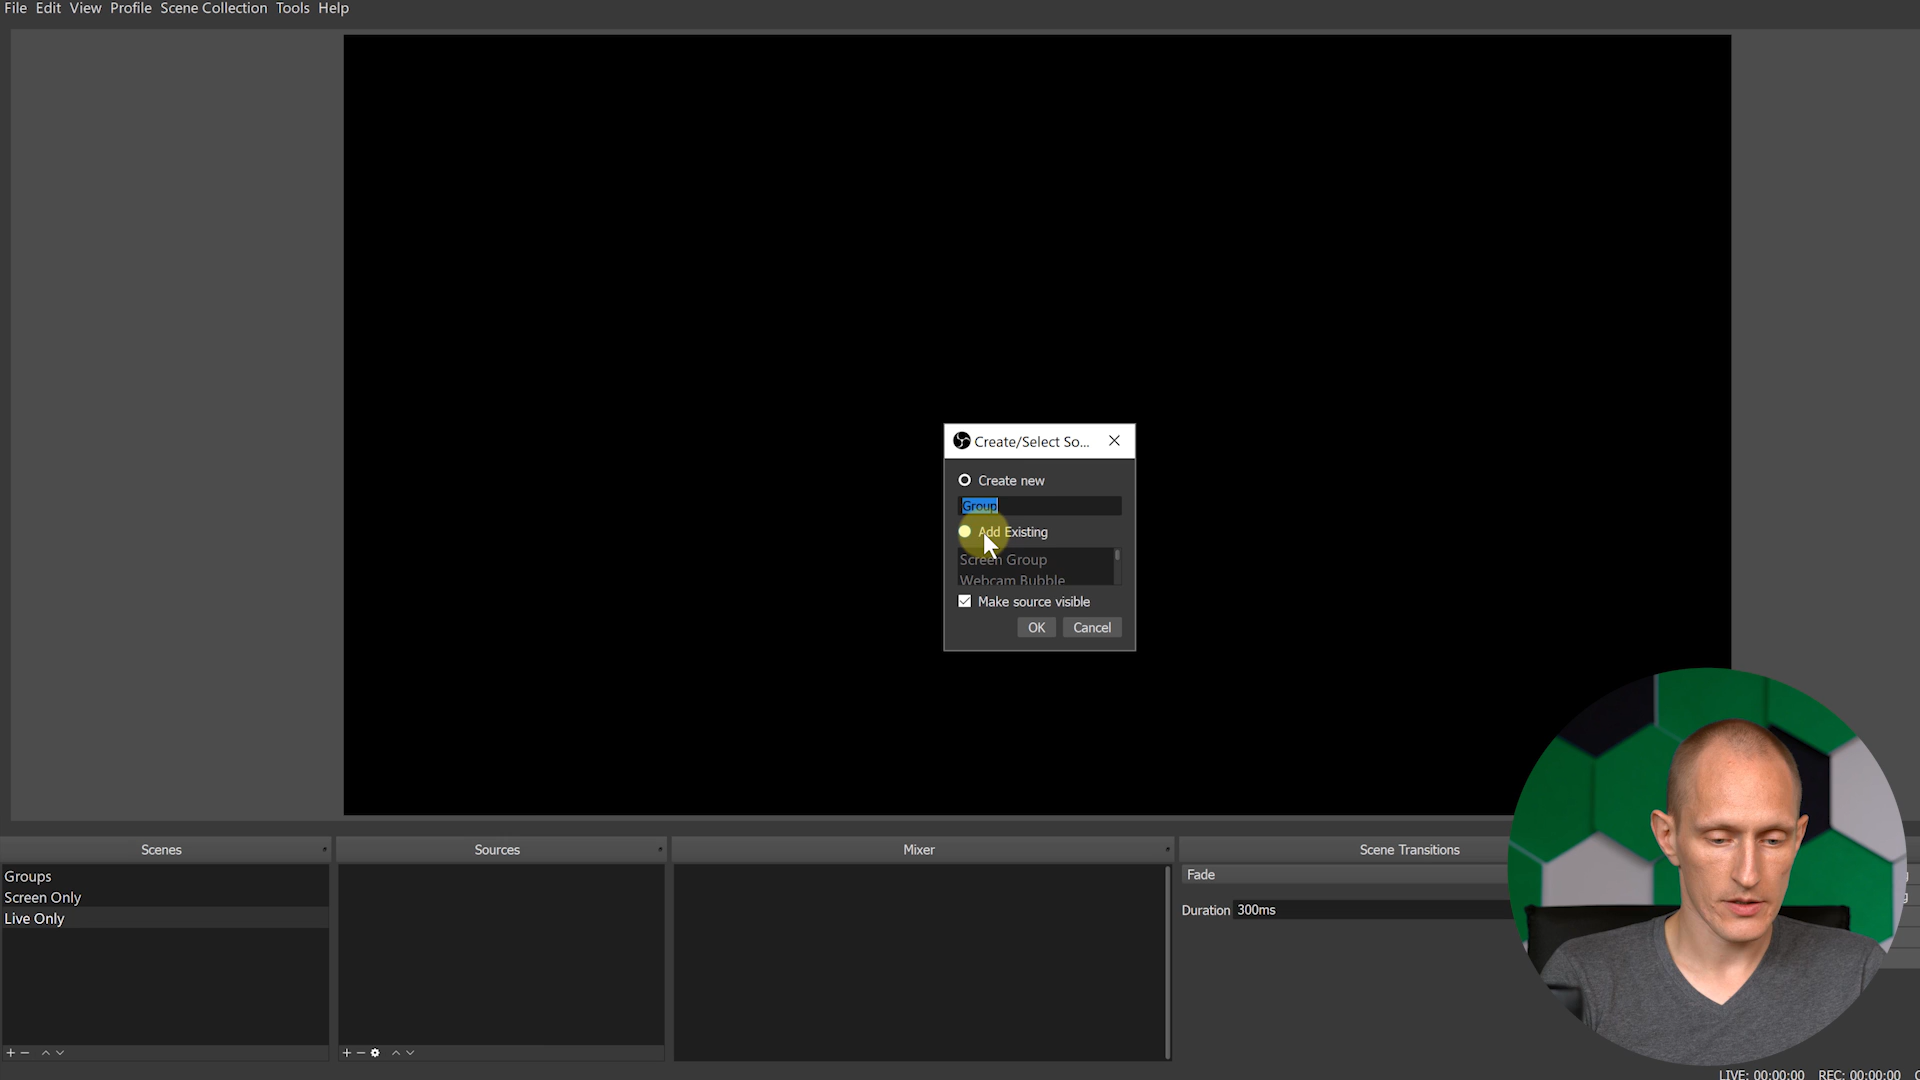 File Edit View Profile Scene Collection Tools Help
Create/Select So...
Create new
Group
Add Existing
Screen Group
Webcam Bubble
Make source visible
OK Cancel
Scenes
Groups
Screen Only
Live Only
Sources
Mixer
Scene Transitions
Fade
Duration 300ms
LIVE: 00:00:00 REC: 00:00:00